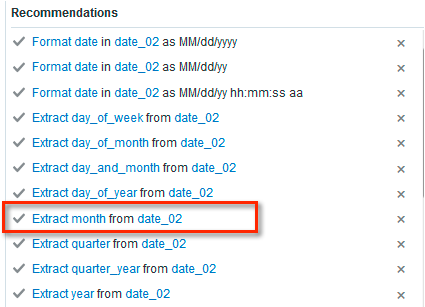 Recommendations
Format date in date_02 as MM/dd/yyyy
Format date in date_02 as MM/dd/yy
Format date in date_02 as MM/dd/yy hh:mm:ss aa
Extract day_of_week from date_02
Extract day_of_month from date_02
Extract day_and_month from date_02
Extract day_of_year from date_02
Extract month from date_02
Extract quarter from date_02
Extract quarter_year from date_02
Extract year from date_02